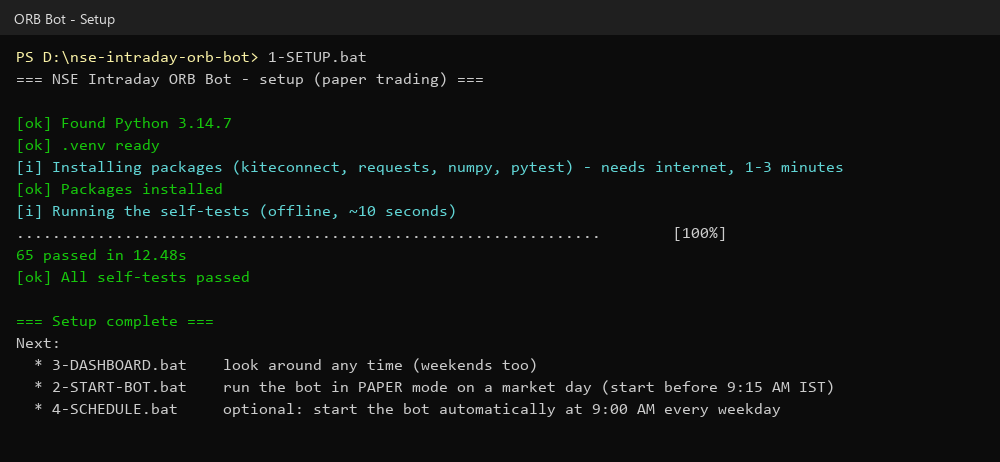 ORB Bot - Setup
PS D:\nse-intraday-orb-bot> 1-SETUP.bat
=== NSE Intraday ORB Bot - setup (paper trading) ===
[ok] Found Python 3.14.7
[ok] .venv ready
[i] Installing packages (kiteconnect, requests, numpy, pytest) - needs internet, 1-3 minutes
[ok] Packages installed
[i] Running the self-tests (offline, ~10 seconds)
................................................................. [100%]
65 passed in 12.48s
[ok] All self-tests passed
=== Setup complete ===
Next:
* 3-DASHBOARD.bat look around any time (weekends too)
* 2-START-BOT.bat run the bot in PAPER mode on a market day (start before 9:15 AM IST)
* 4-SCHEDULE.bat optional: start the bot automatically at 9:00 AM every weekday